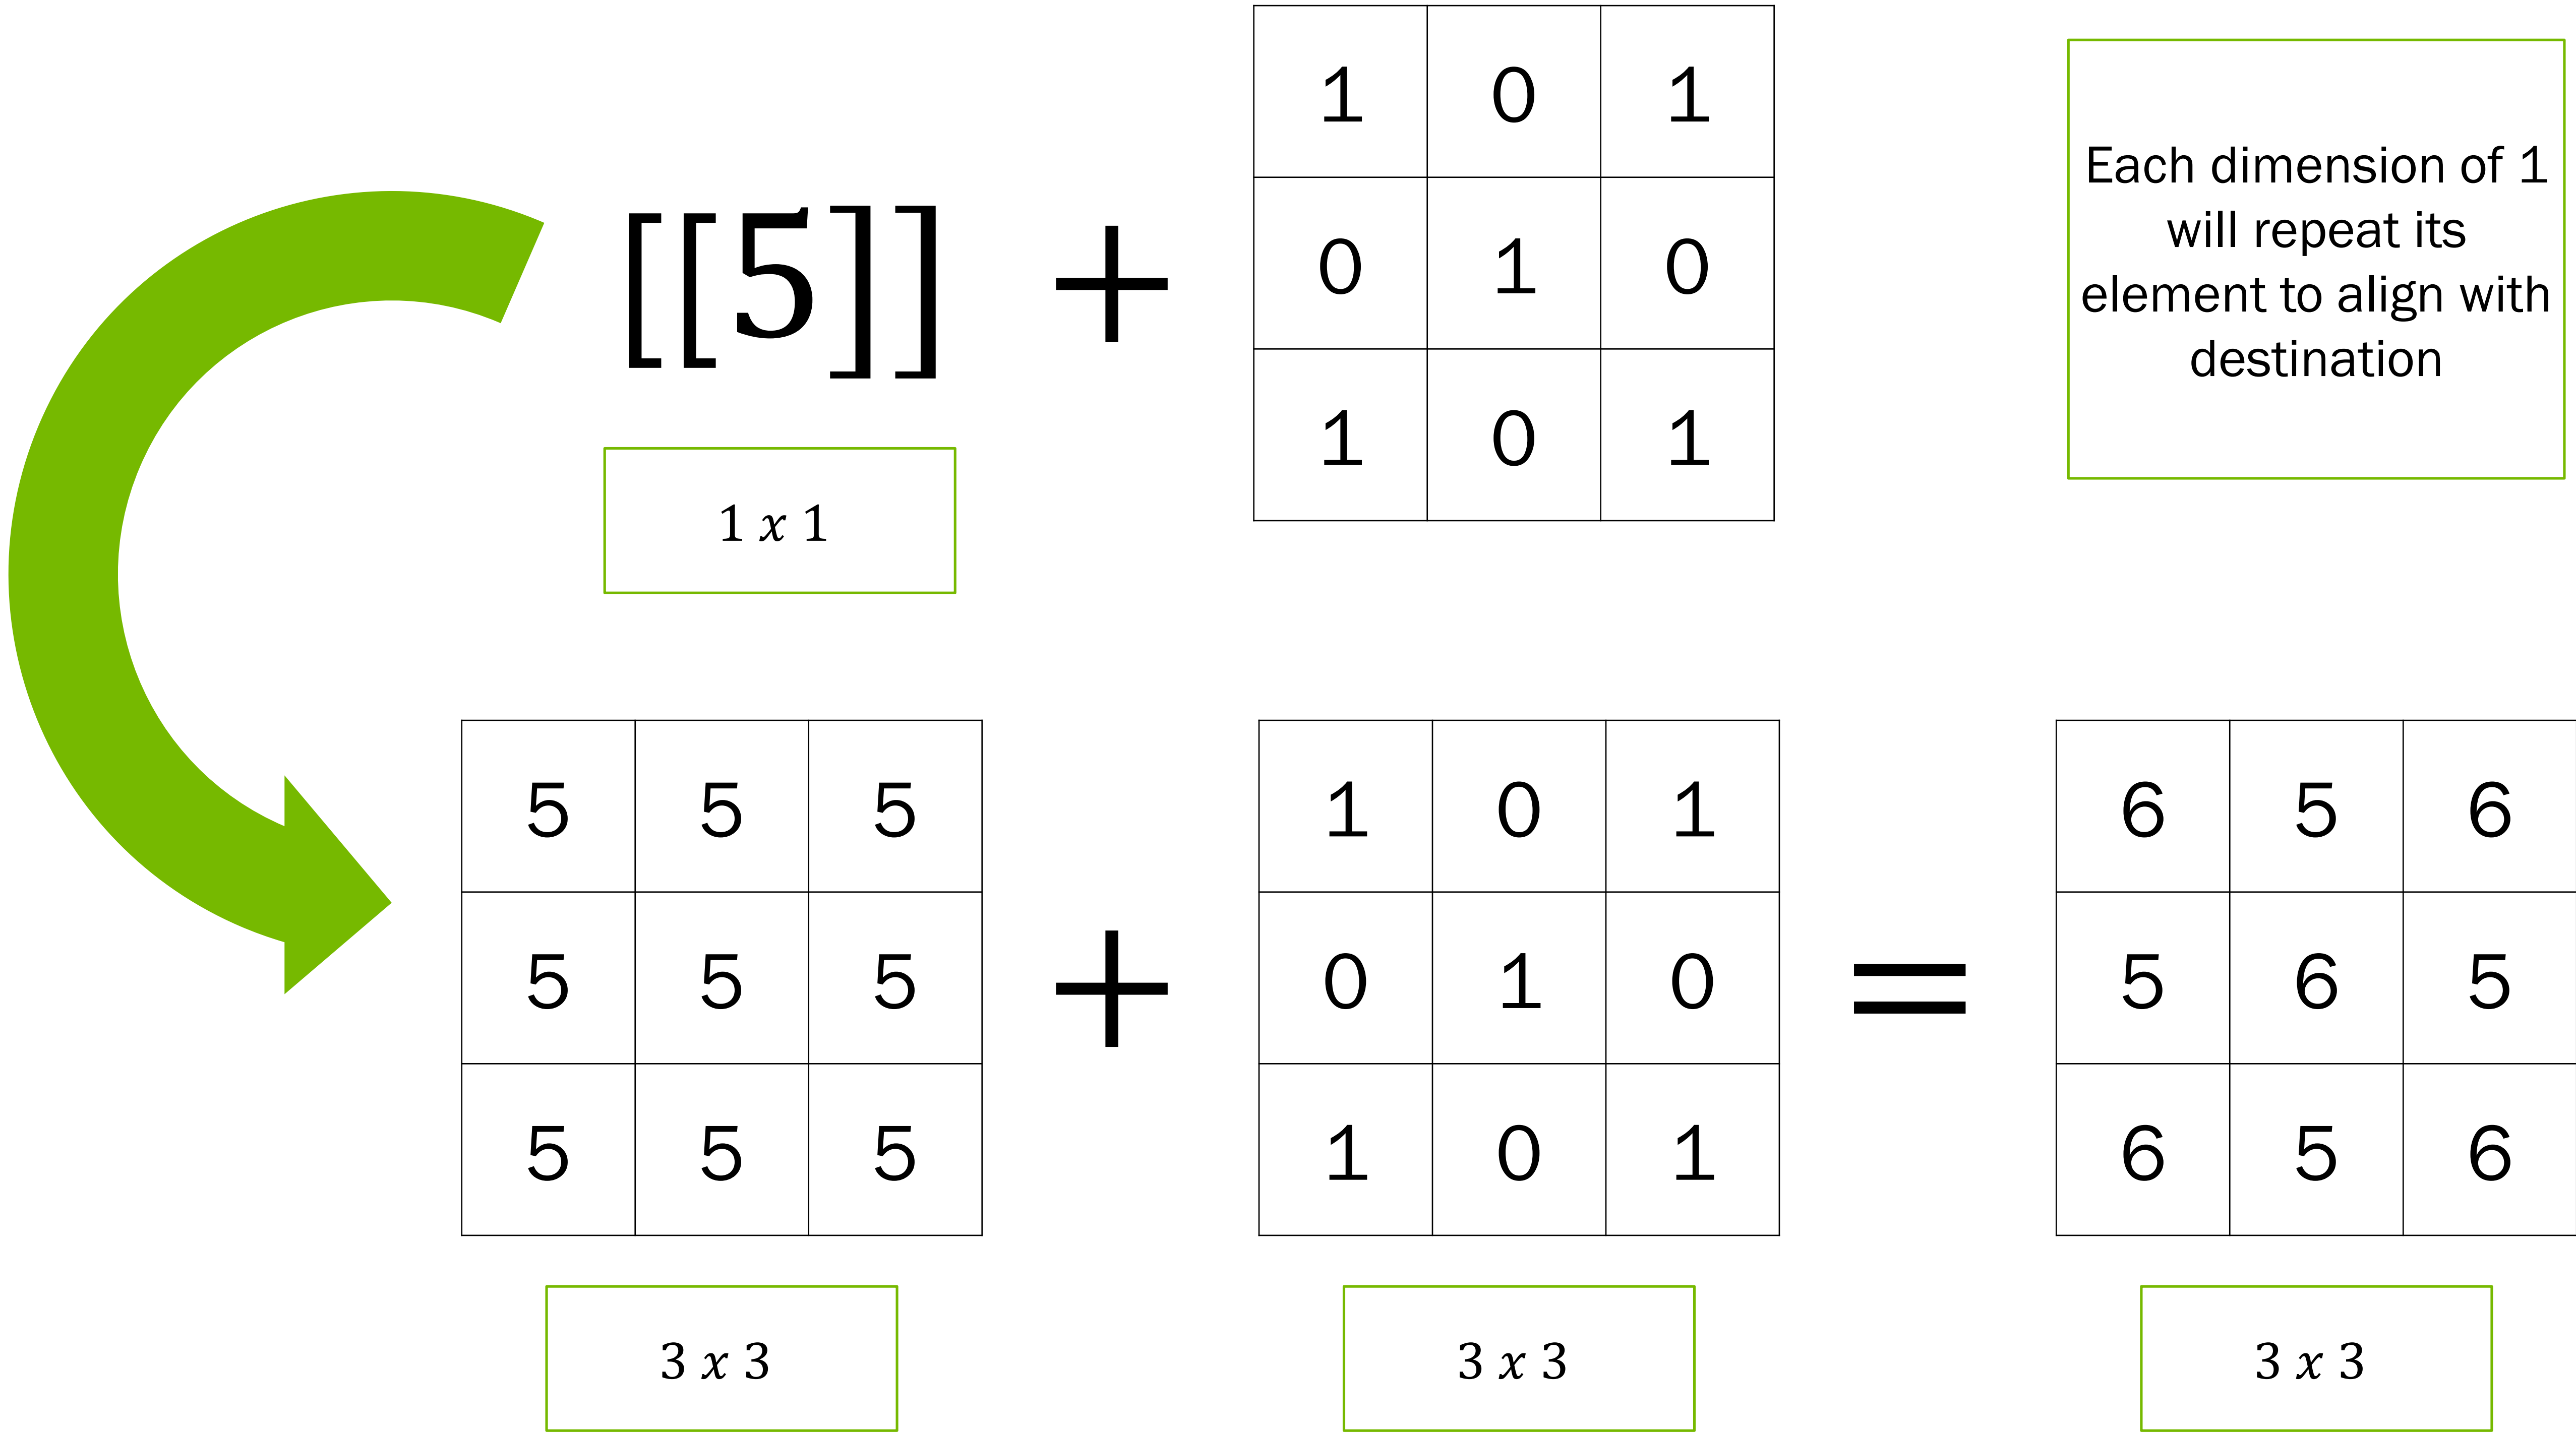 [[5]] +
1 0 1
0 1 0
1 0 1
Each dimension of 1
will repeat its
element to align with
destination
1 x 1
5 5 5 + 1 0 1 = 6 5 6
5 5 5 0 1 0 5 6 5
5 5 5 1 0 1 6 5 6
3 x 3
3 x 3
3 x 3